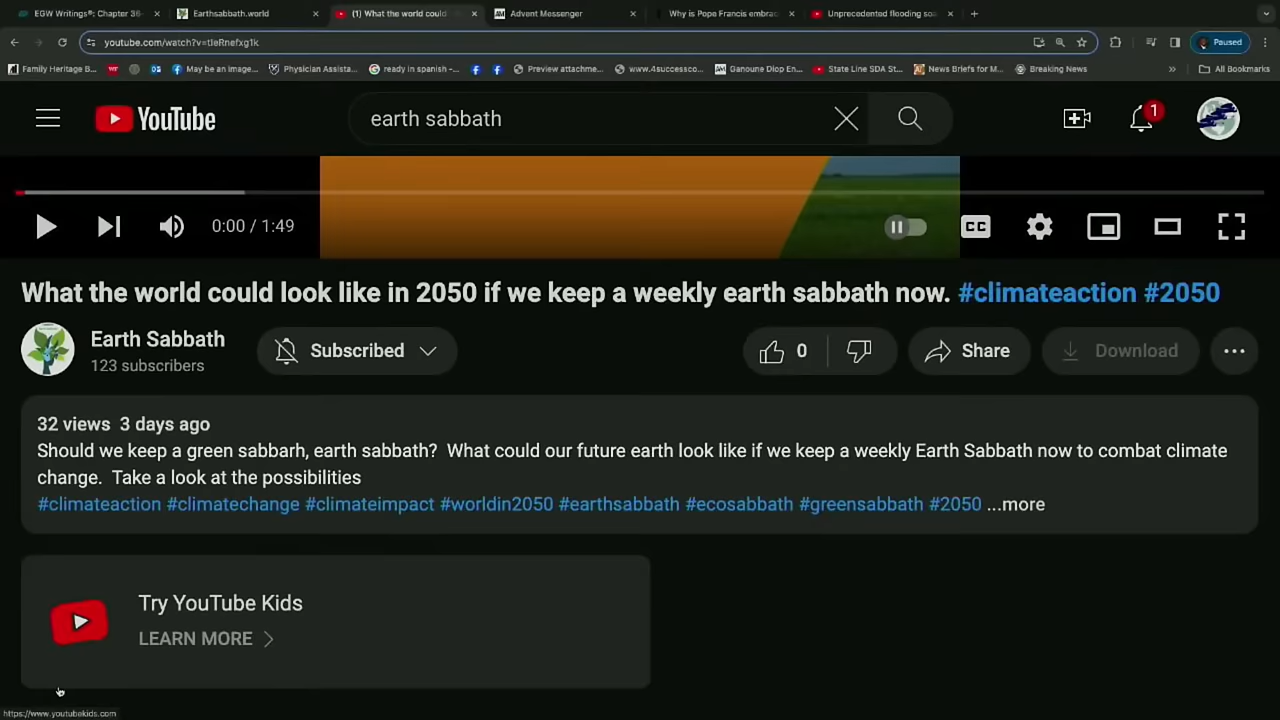 EGW Writings®: Chapter 36-
Earthsabbath.world
(1) What the world could
Advent Messenger
Why is Pope Francis embrac
Unprecedented flooding soa
youtube.com/watch?v=tIeRnefxg1k
Paused
Family Heritage B...
May be an image...
Physician Assista...
ready in spanish -...
Preview attachme...
www.4successco...
Ganoune Diop En...
State Line SDA St...
News Briefs for M...
Breaking News
All Bookmarks
YouTube
earth sabbath
1
0:00 / 1:49
CC
What the world could look like in 2050 if we keep a weekly earth sabbath now. #climateaction #2050
Earth Sabbath
123 subscribers
Subscribed
0
Share
Download
32 views 3 days ago
Should we keep a green sabbarh, earth sabbath? What could our future earth look like if we keep a weekly Earth Sabbath now to combat climate
change. Take a look at the possibilities
#climateaction #climatechange #climateimpact #worldin2050 #earthsabbath #ecosabbath #greensabbath #2050 ...more
Try YouTube Kids
LEARN MORE
https://www.youtubekids.com